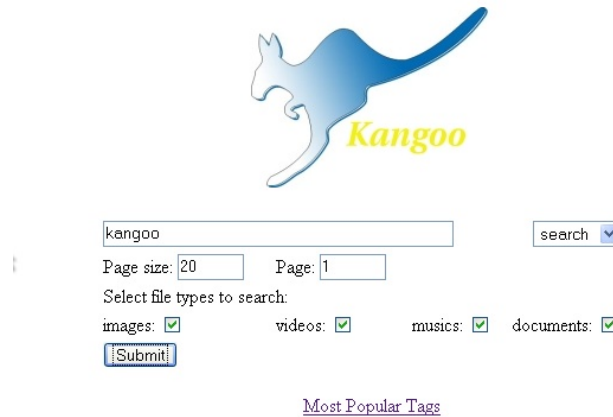 Kangoo
kangoo search
Page size: 20 Page: 1
Select file types to search:
images: videos: musics: documents:
Submit
Most Popular Tags